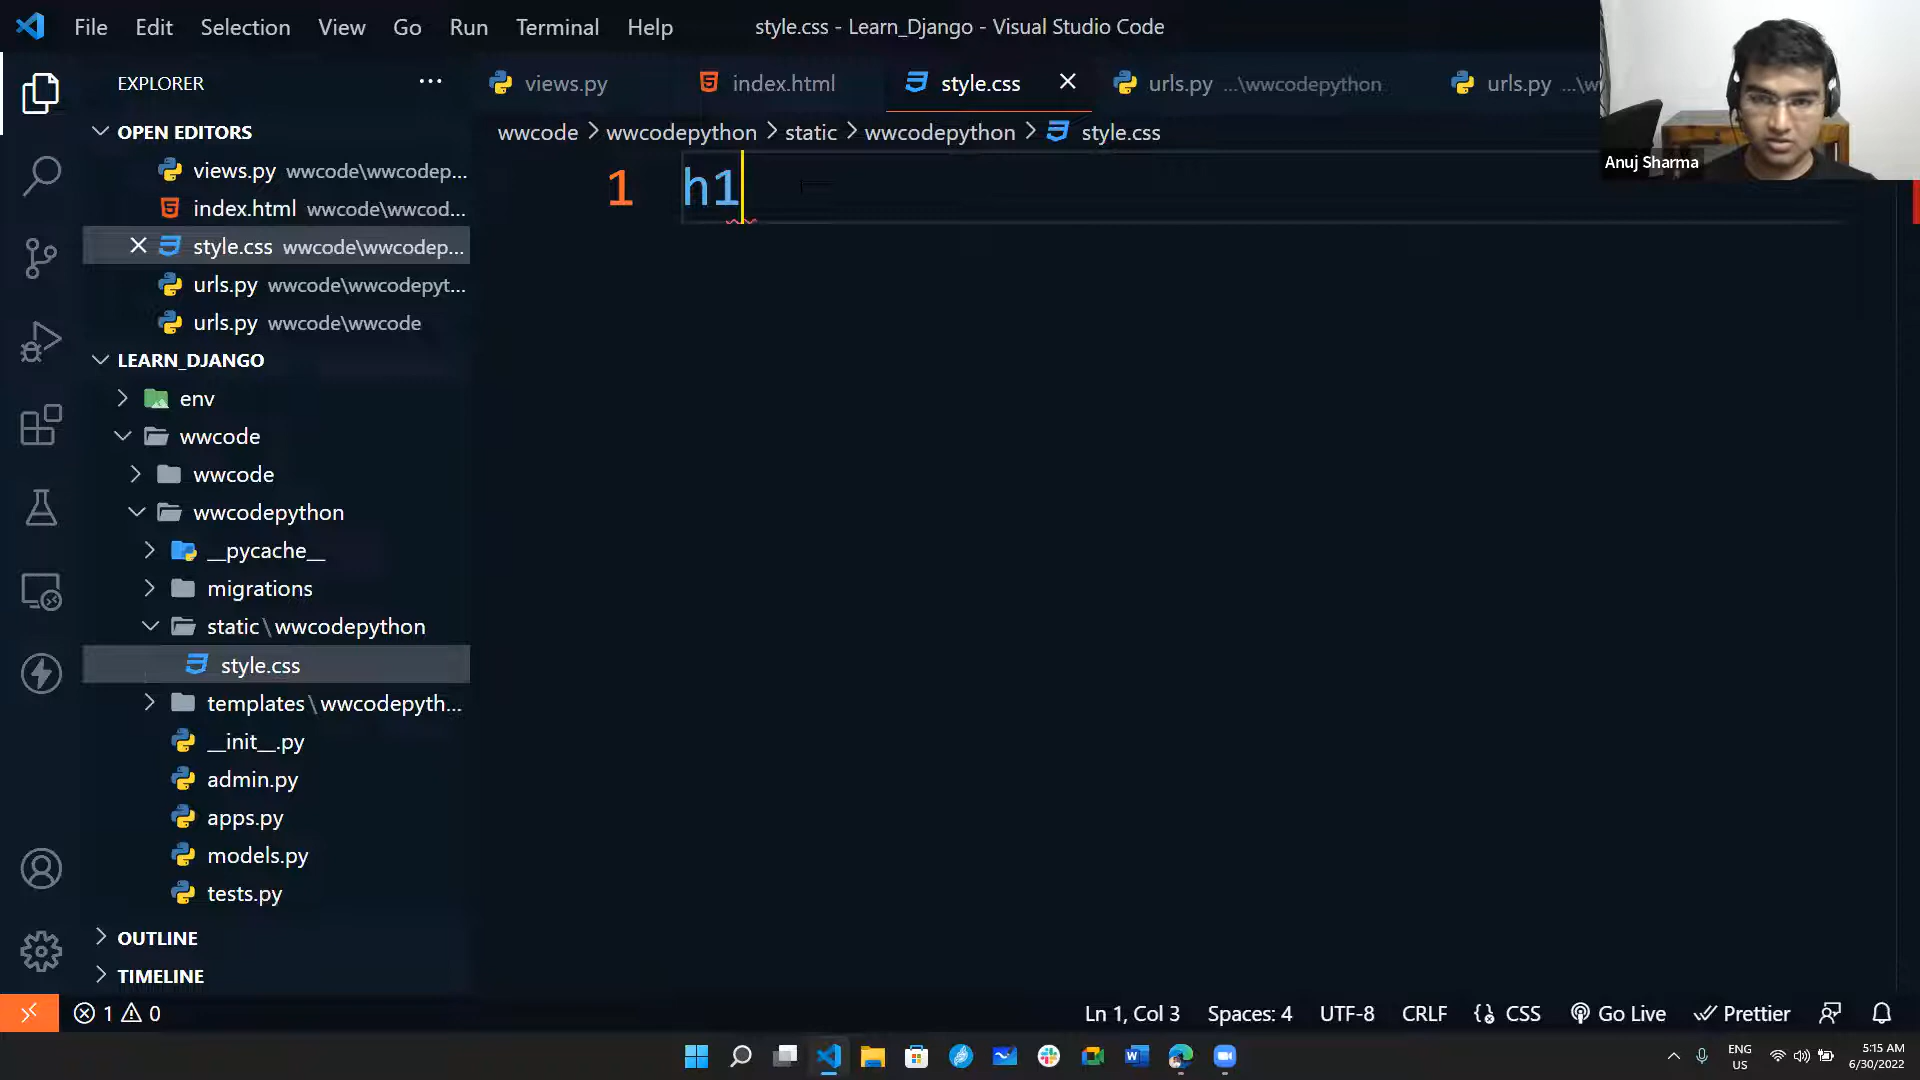 File Edit Selection View Go Run Terminal Help
style.css - Learn_Django - Visual Studio Code
EXPLORER
views.py
index.html
style.css
urls.py ...\wwcodepython
urls.py ...\w
OPEN EDITORS
wwcode > wwcodepython > static > wwcodepython > style.css
Anuj Sharma
views.py wwcode\wwcodep...
index.html wwcode\wwcod...
style.css wwcode\wwcodep...
urls.py wwcode\wwcodepyt...
urls.py wwcode\wwcode
1 h1
LEARN_DJANGO
env
wwcode
wwcode
wwcodepython
__pycache__
migrations
static\wwcodepython
style.css
templates\wwcodepyth...
__init__.py
admin.py
apps.py
models.py
tests.py
OUTLINE
TIMELINE
1 0
Ln 1, Col 3 Spaces: 4 UTF-8 CRLF CSS Go Live Prettier
ENG
US
5:15 AM
6/30/2022